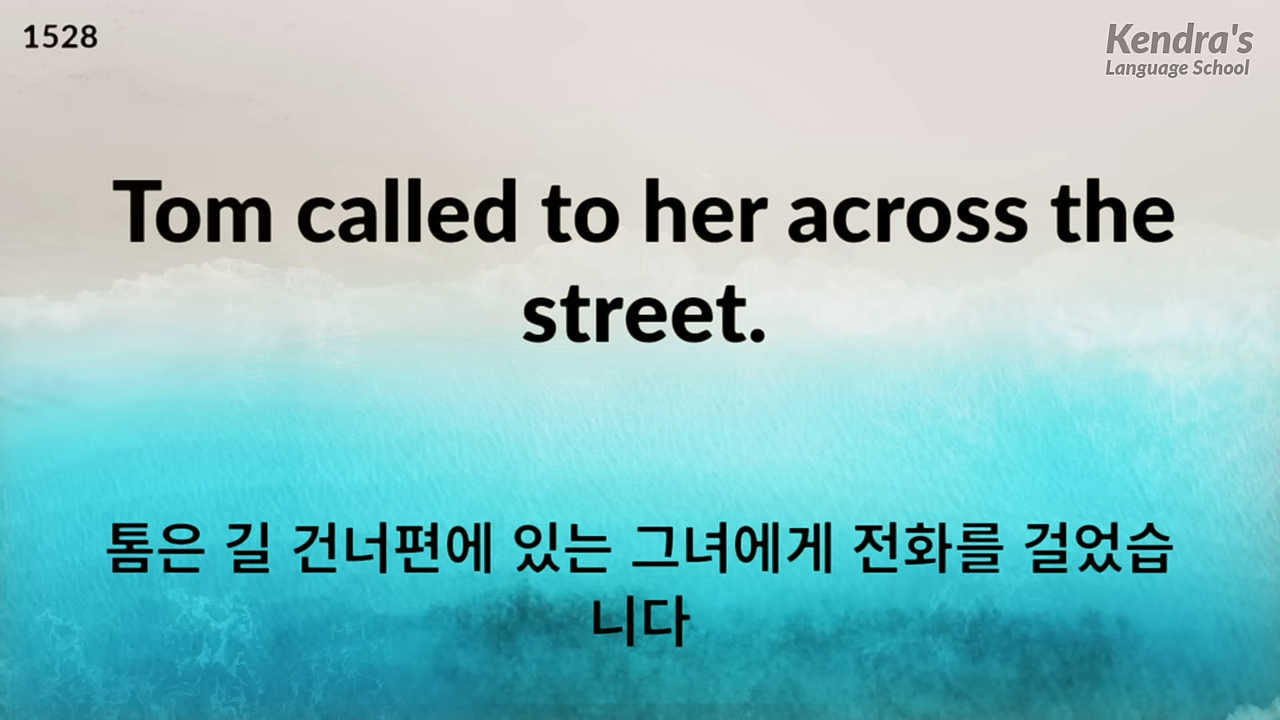 1528
Kendra's
Language School
Tom called to her across the
street.
톰은 길 건너편에 있는 그녀에게 전화를 걸었습
니다